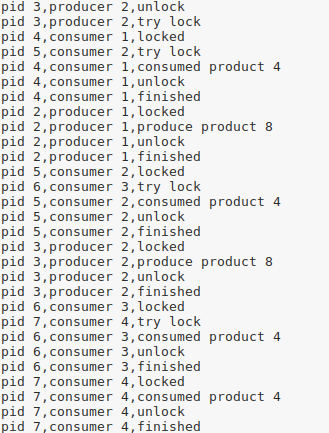 pid 3,producer 2,unlock
pid 3,producer 2,try lock
pid 4,consumer 1,locked
pid 5,consumer 2,try lock
pid 4,consumer 1,consumed product 4
pid 4,consumer 1,unlock
pid 4,consumer 1,finished
pid 2,producer 1,locked
pid 2,producer 1,produce product 8
pid 2,producer 1,unlock
pid 2,producer 1,finished
pid 5,consumer 2,locked
pid 6,consumer 3,try lock
pid 5,consumer 2,consumed product 4
pid 5,consumer 2,unlock
pid 5,consumer 2,finished
pid 3,producer 2,locked
pid 3,producer 2,produce product 8
pid 3,producer 2,unlock
pid 3,producer 2,finished
pid 6,consumer 3,locked
pid 7,consumer 4,try lock
pid 6,consumer 3,consumed product 4
pid 6,consumer 3,unlock
pid 6,consumer 3,finished
pid 7,consumer 4,locked
pid 7,consumer 4,consumed product 4
pid 7,consumer 4,unlock
pid 7,consumer 4,finished